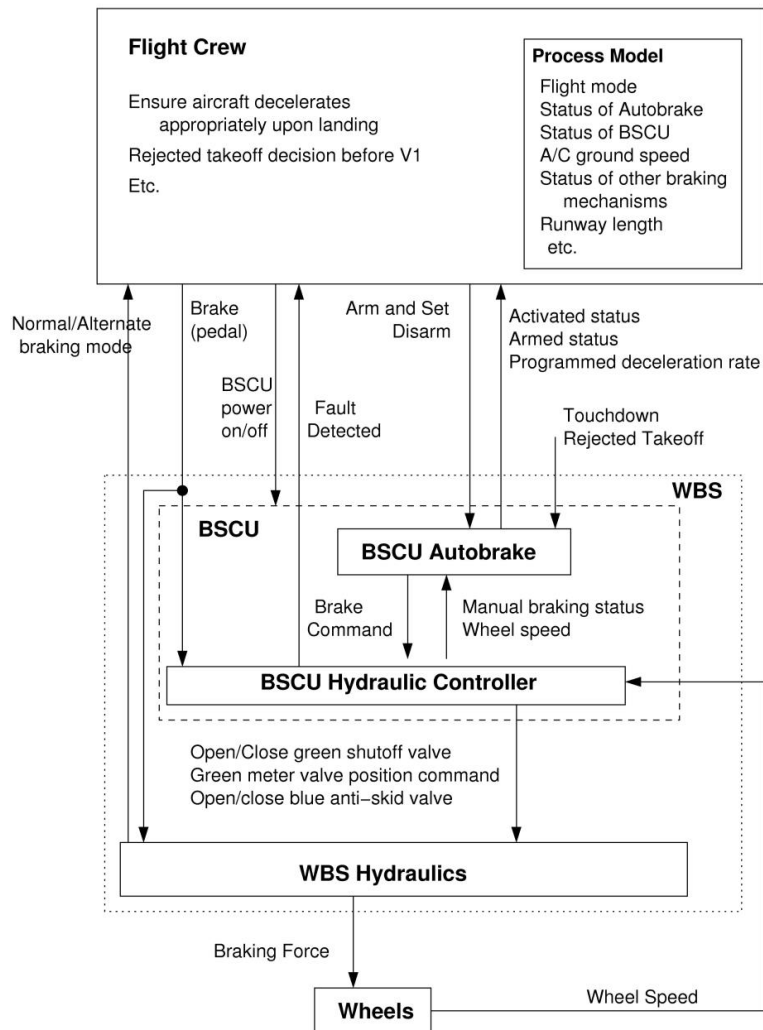 Flight Crew
Ensure aircraft decelerates
appropriately upon landing
Rejected takeoff decision before V1
Etc.
Process Model
Flight mode
Status of Autobrake
Status of BSCU
A/C ground speed
Status of other braking
mechanisms
Runway length
etc.
Normal/Alternate
braking mode
Brake
(pedal)
BSCU
power
on/off
Fault
Detected
Arm and Set
Disarm
Activated status
Armed status
Programmed deceleration rate
Touchdown
Rejected Takeoff
WBS
BSCU
BSCU Autobrake
Brake
Command
Manual braking status
Wheel speed
BSCU Hydraulic Controller
Open/Close green shutoff valve
Green meter valve position command
Open/close blue anti−skid valve
WBS Hydraulics
Braking Force
Wheels
Wheel Speed